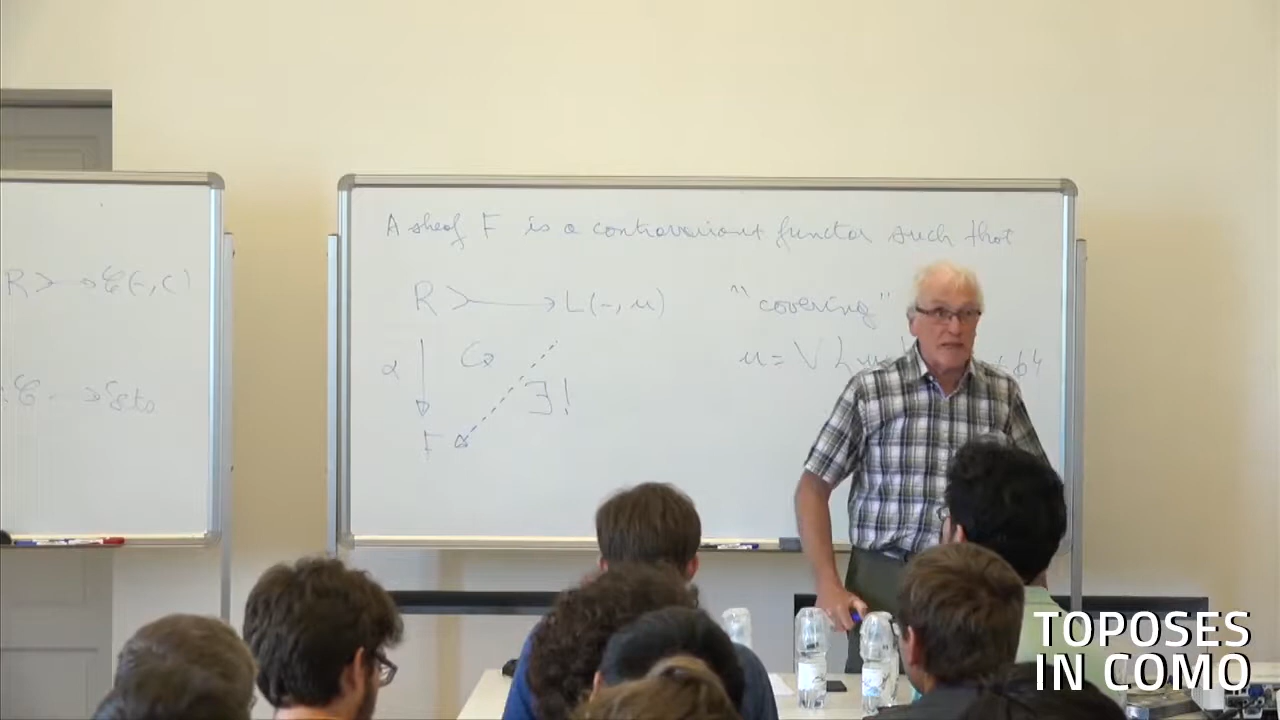 R ↣ 𝒞(-, C)
𝒞 → Sets
A sheaf F is a contravariant functor such that
R ↣ L(-, u)
"covering"
α
∃!
u = V
F
TOPOSES
IN COMO